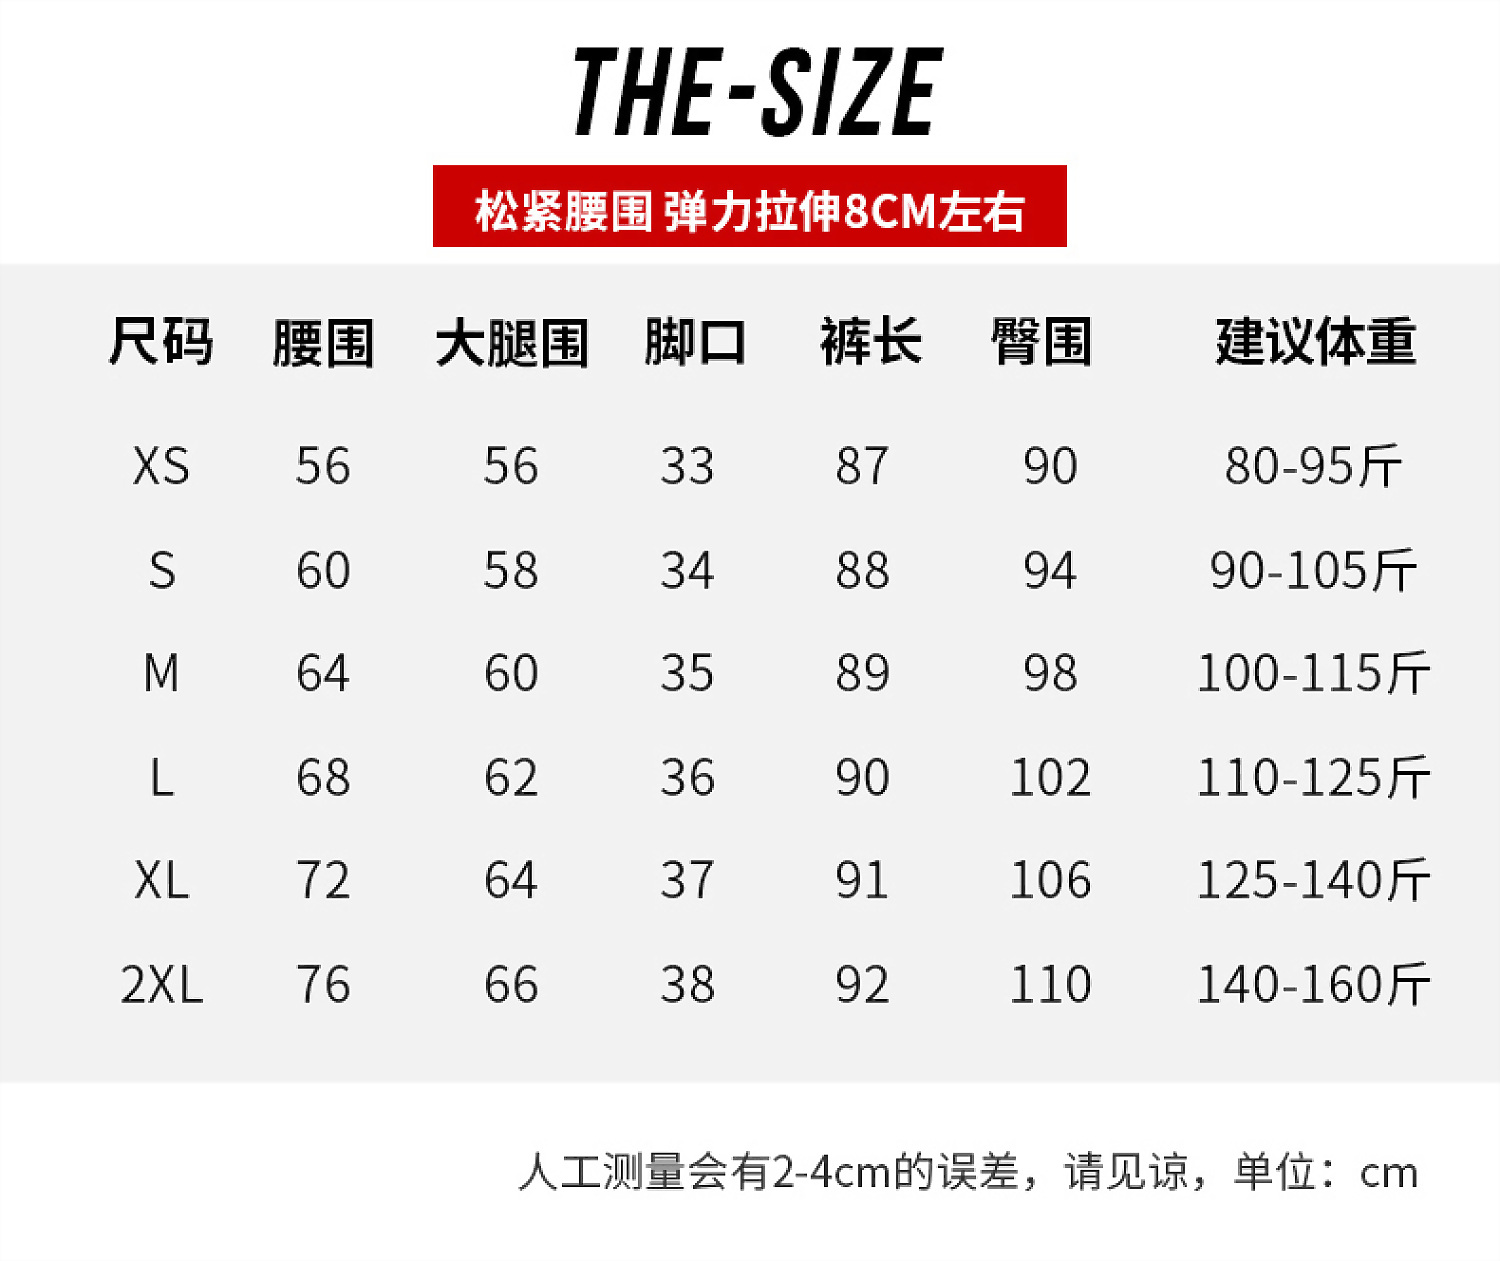 THE-SIZE
松紧腰围 弹力拉伸8CM左右
尺码 腰围 大腿围 脚口 裤长 臀围 建议体重
XS 56 56 33 87 90 80-95斤
S 60 58 34 88 94 90-105斤
M 64 60 35 89 98 100-115斤
L 68 62 36 90 102 110-125斤
XL 72 64 37 91 106 125-140斤
2XL 76 66 38 92 110 140-160斤
人工测量会有2-4cm的误差，请见谅，单位：cm